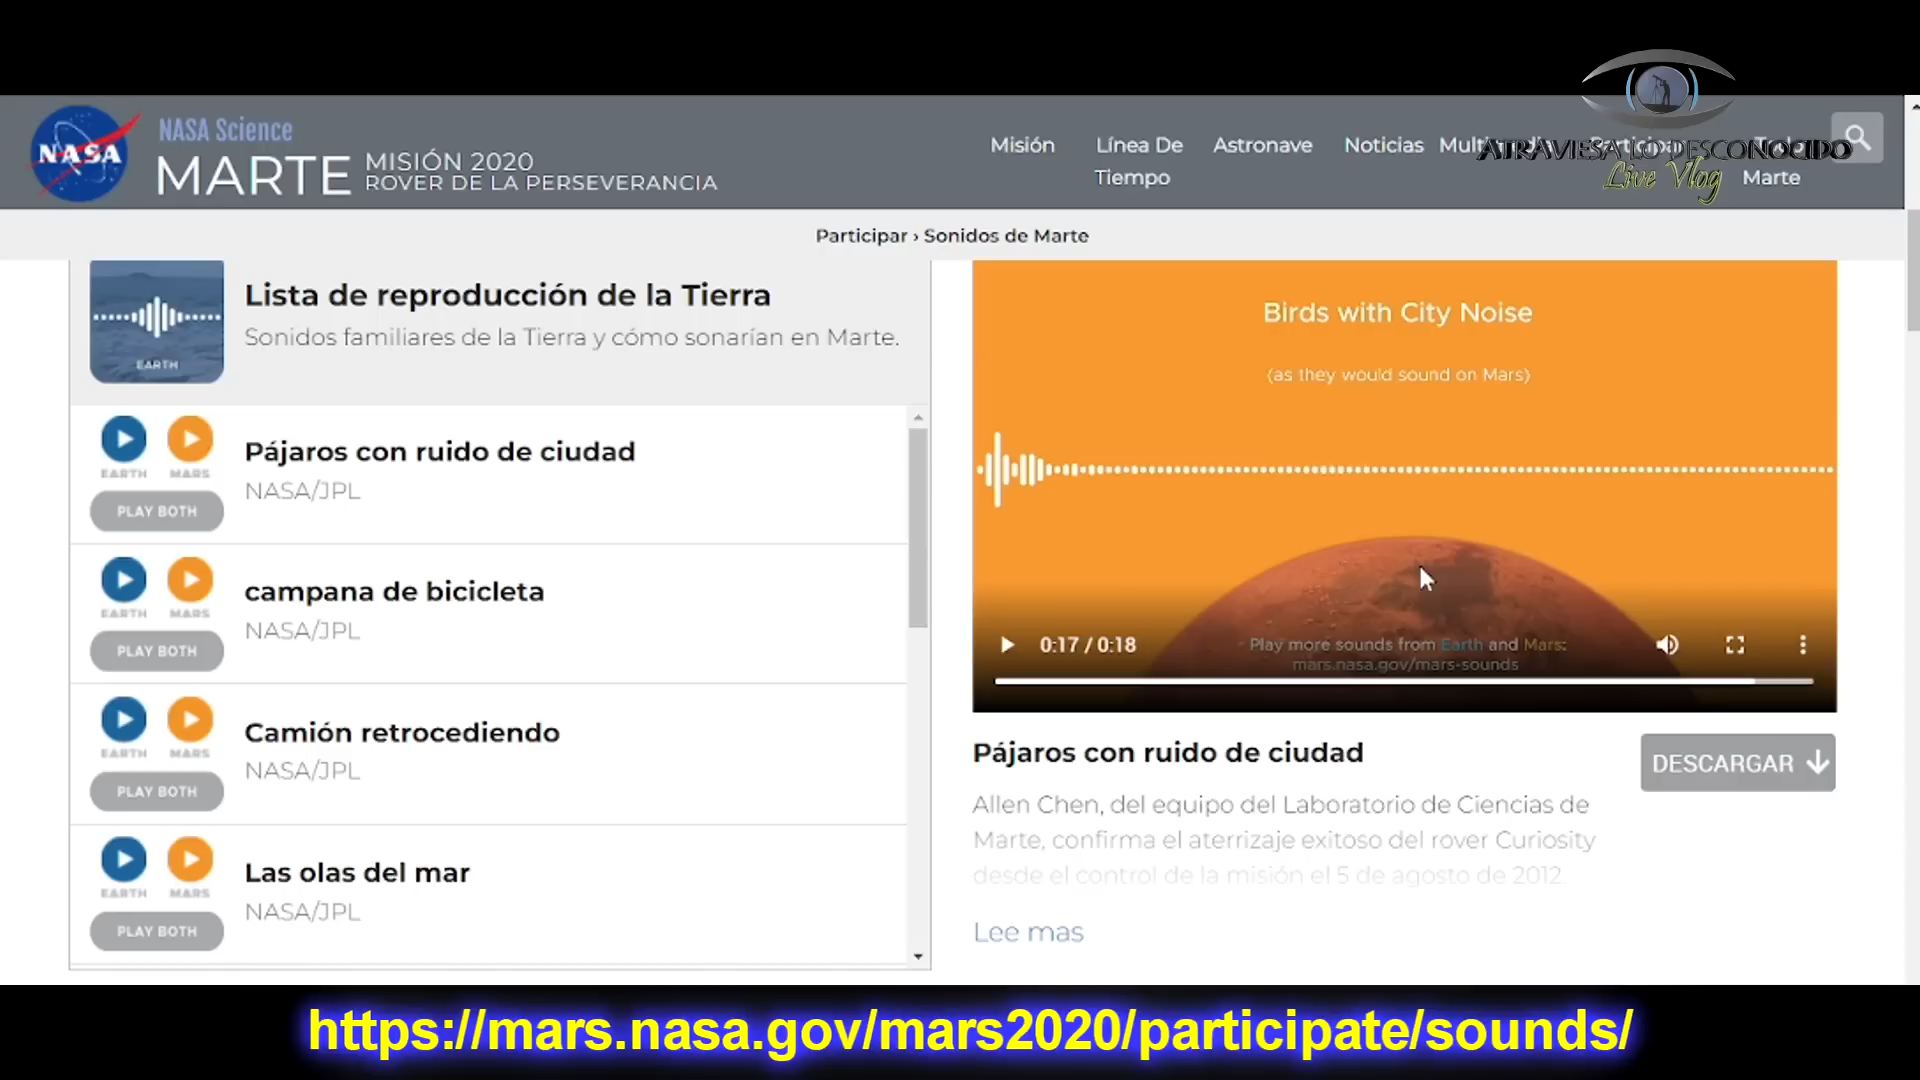 NASA
NASA Science
MARTE
MISIÓN 2020
ROVER DE LA PERSEVERANCIA
Misión
Línea De
Tiempo
Astronave
Noticias
Marte
ATRAVIESA LO DESCONOCIDO
Live Vlog
Participar › Sonidos de Marte
EARTH
Lista de reproducción de la Tierra
Sonidos familiares de la Tierra y cómo sonarían en Marte.
EARTH MARS
PLAY BOTH
Pájaros con ruido de ciudad
NASA/JPL
EARTH MARS
PLAY BOTH
campana de bicicleta
NASA/JPL
EARTH MARS
PLAY BOTH
Camión retrocediendo
NASA/JPL
EARTH MARS
PLAY BOTH
Las olas del mar
NASA/JPL
Birds with City Noise
(as they would sound on Mars)
0:17 / 0:18
Play more sounds from Earth and Mars:
mars.nasa.gov/mars-sounds
Pájaros con ruido de ciudad
DESCARGAR
Allen Chen, del equipo del Laboratorio de Ciencias de
Marte, confirma el aterrizaje exitoso del rover Curiosity
desde el control de la misión el 5 de agosto de 2012.
Lee mas
https://mars.nasa.gov/mars2020/participate/sounds/